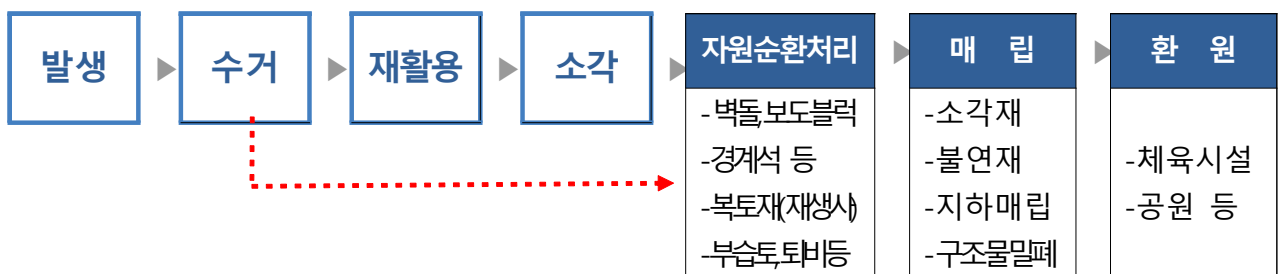 발생
수거
재활용
소각
자원순환처리
-벽돌,보도블럭
-경계석 등
-복토재(재생사)
-부습토,퇴비등
매 립
-소각재
-불연재
-지하매립
-구조물밀폐
환 원
-체육시설
-공원 등